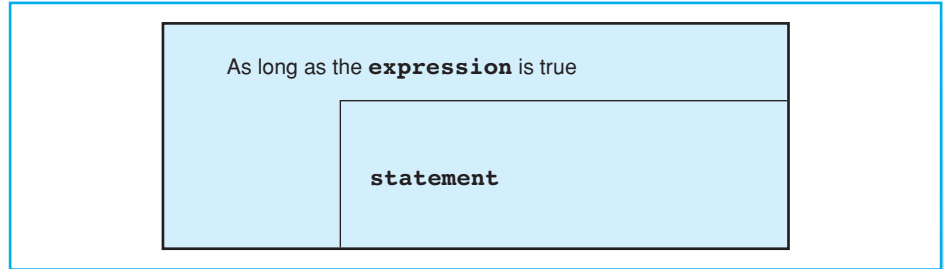 As long as the expression is true
statement